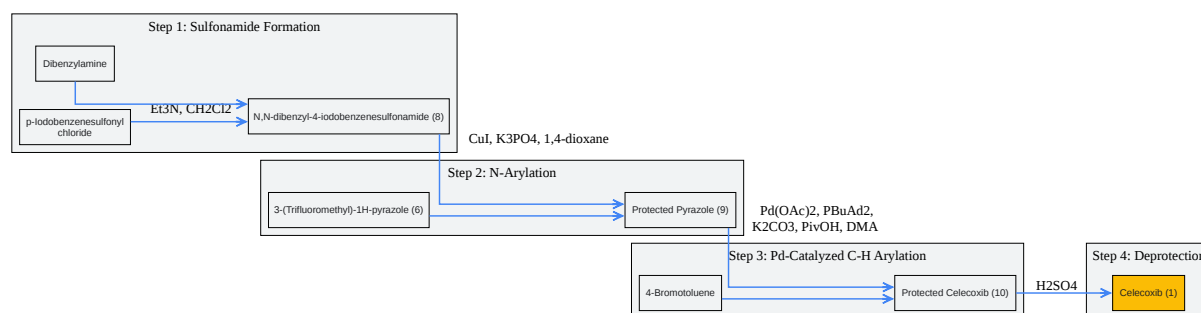 Step 1: Sulfonamide Formation
Dibenzylamine
Et3N, CH2Cl2
p-Iodobenzenesulfonyl
chloride
N,N-dibenzyl-4-iodobenzenesulfonamide (8)
CuI, K3PO4, 1,4-dioxane
Step 2: N-Arylation
3-(Trifluoromethyl)-1H-pyrazole (6)
Protected Pyrazole (9)
Pd(OAc)2, PBuAd2,
K2CO3, PivOH, DMA
Step 3: Pd-Catalyzed C-H Arylation
4-Bromotoluene
Protected Celecoxib (10)
H2SO4
Step 4: Deprotection
Celecoxib (1)